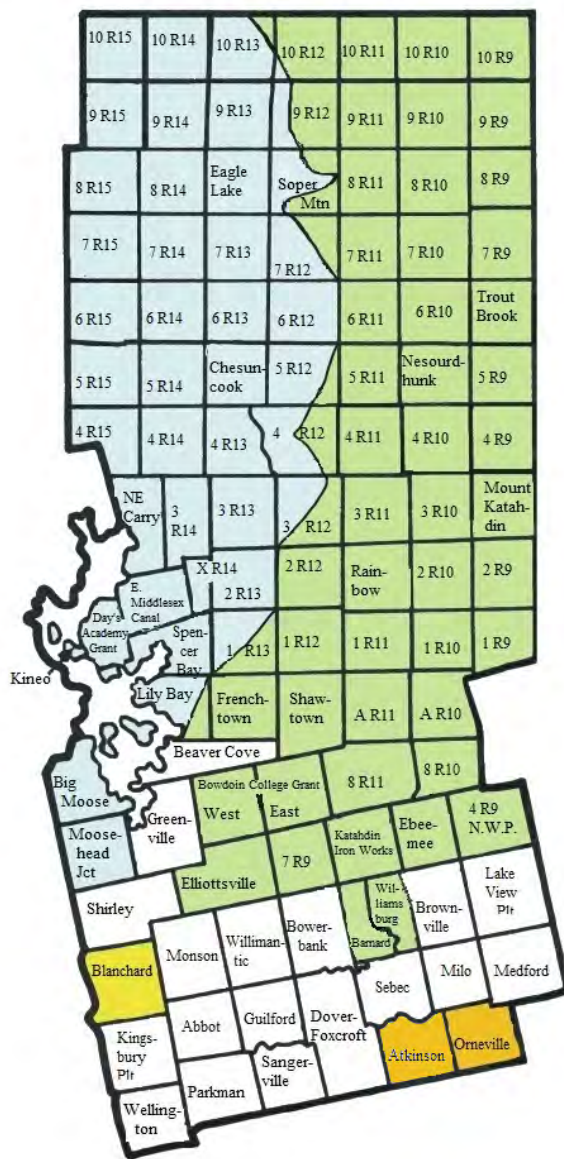 10 R15 10 R14 10 R13 10 R12 10 R11 10 R10 10 R9
9 R15 9 R14 9 R13 9 R12 9 R11 9 R10 9 R9
8 R15 8 R14 Eagle Lake Soper Mtn 8 R11 8 R10 8 R9
7 R15 7 R14 7 R13 7 R12 7 R11 7 R10 7 R9
6 R15 6 R14 6 R13 6 R12 6 R11 6 R10 Trout Brook
5 R15 5 R14 Chesun-cook 5 R12 5 R11 Nesourd-hunk 5 R9
4 R15 4 R14 4 R13 4 R12 4 R11 4 R10 4 R9
NE Carry 3 R14 3 R13 3 R12 3 R11 3 R10 Mount Katah-din
X R14 2 R13 2 R12 Rain-bow 2 R10 2 R9
E. Middlesex Canal
Day's Academy Grant
Spencer Bay 1 R13 1 R12 1 R11 1 R10 1 R9
Kineo
Lily Bay French-town Shaw-town A R11 A R10
Beaver Cove
Big Moose Green-ville Bowdoin College Grant West East 8 R11 8 R10
Moose-head Jct Elliottsville 7 R9 Katahdin Iron Works Ebee-mee 4 R9 N.W.P.
Shirley Monson Williman-tic Bower-bank Barnard Wil-liams burg Brown-ville Lake View Plt
Blanchard Abbot Guilford Dover-Foxcroft Sebec Milo Medford
Kings-bury Plt Parkman Sanger-ville Atkinson Orneville
Welling-ton